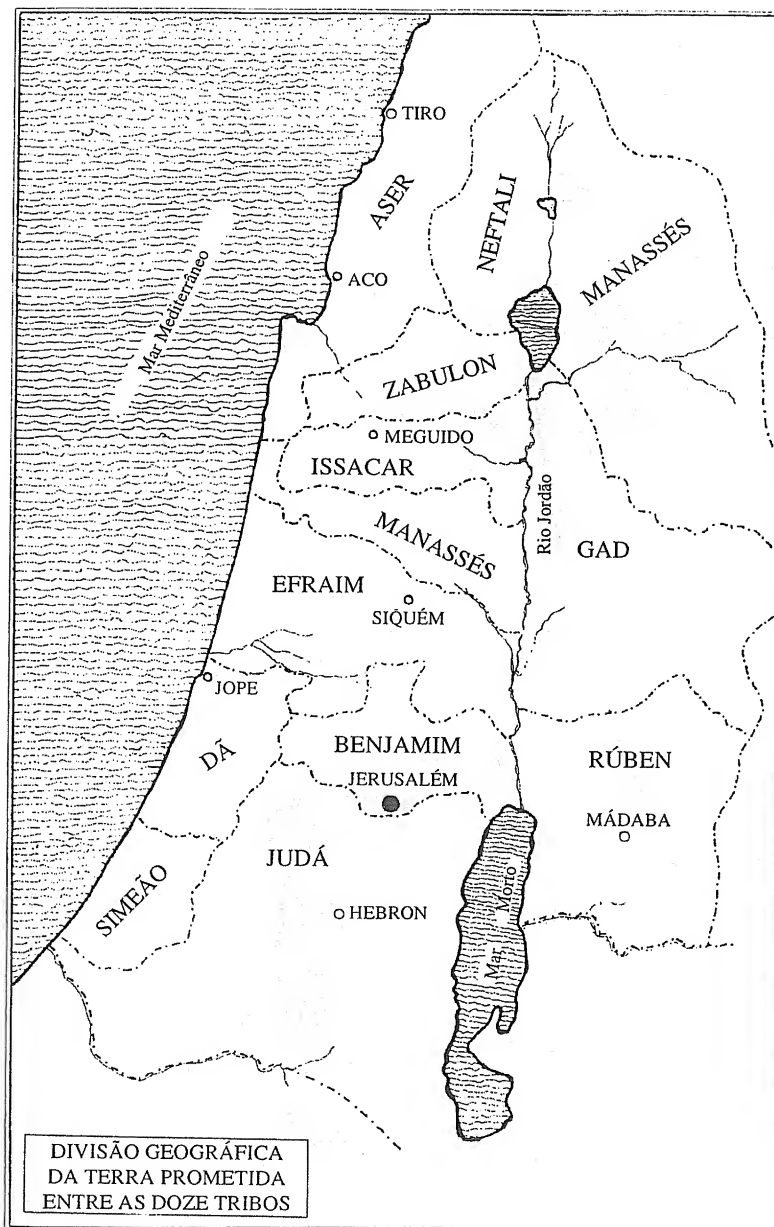 TIRO
ASER
NEFTALI
MANASSÉS
Mar Mediterrâneo
ACO
ZABULON
MEGUIDO
ISSACAR
Rio Jordão
MANASSÉS
GAD
EFRAIM
SIQUÉM
JOPE
DÃ
BENJAMIM
RÚBEN
JERUSALÉM
MÁDABA
JUDÁ
SIMEÃO
HEBRON
Mar Morto
DIVISÃO GEOGRÁFICA
DA TERRA PROMETIDA
ENTRE AS DOZE TRIBOS